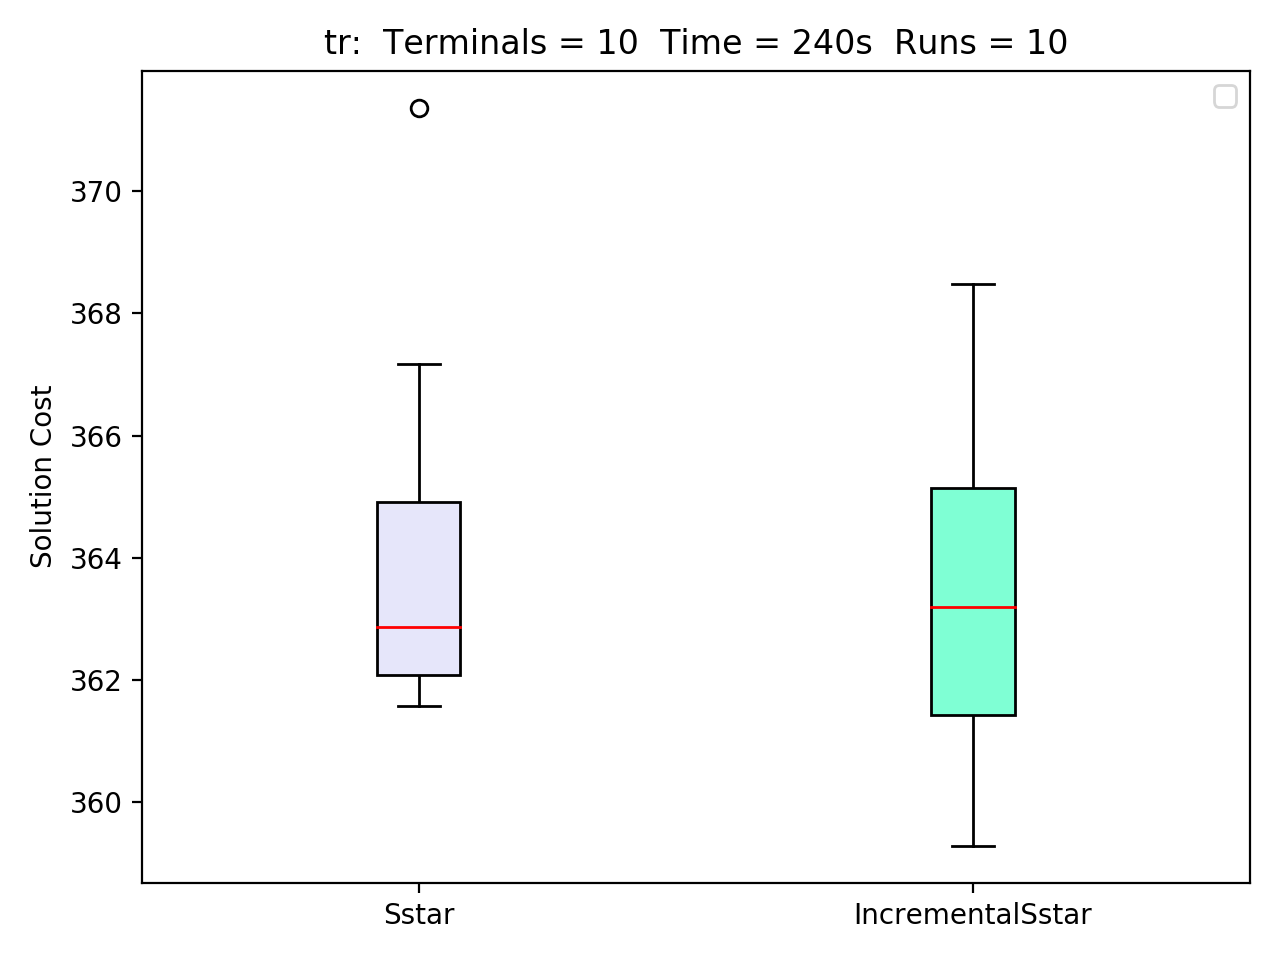 tr:  Terminals = 10  Time = 240s  Runs = 10
370
368
366
364
362
360
Solution Cost
Sstar
IncrementalSstar